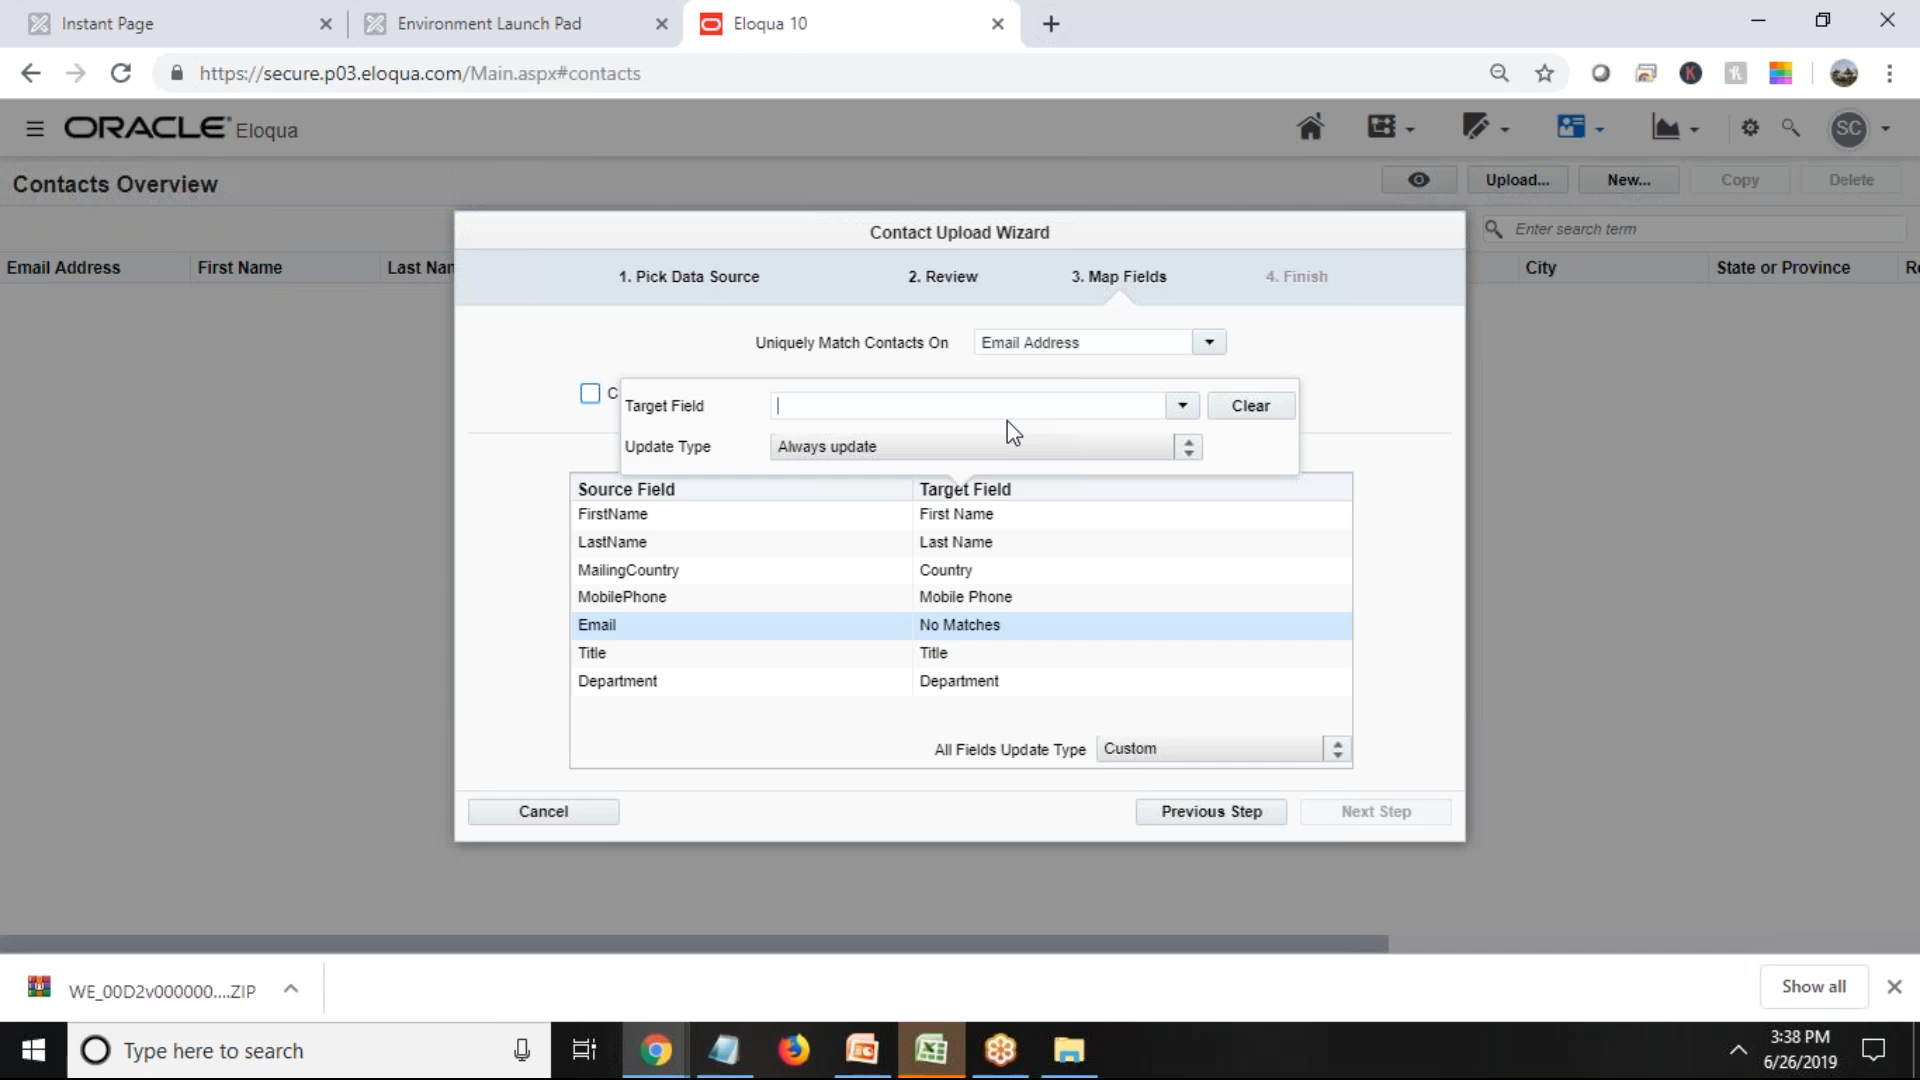 Instant Page
Environment Launch Pad
Eloqua 10
https://secure.p03.eloqua.com/Main.aspx#contacts
ORACLE Eloqua
SC
Contacts Overview
Upload...
New...
Copy
Delete
Enter search term
Email Address
First Name
Last Nan
City
State or Province
Contact Upload Wizard
1. Pick Data Source
2. Review
3. Map Fields
4. Finish
Uniquely Match Contacts On
Email Address
Target Field
Clear
Update Type
Always update
Source Field
Target Field
FirstName
First Name
LastName
Last Name
MailingCountry
Country
MobilePhone
Mobile Phone
Email
No Matches
Title
Title
Department
Department
All Fields Update Type
Custom
Cancel
Previous Step
Next Step
WE_00D2v000000....ZIP
Show all
Type here to search
3:38 PM
6/26/2019